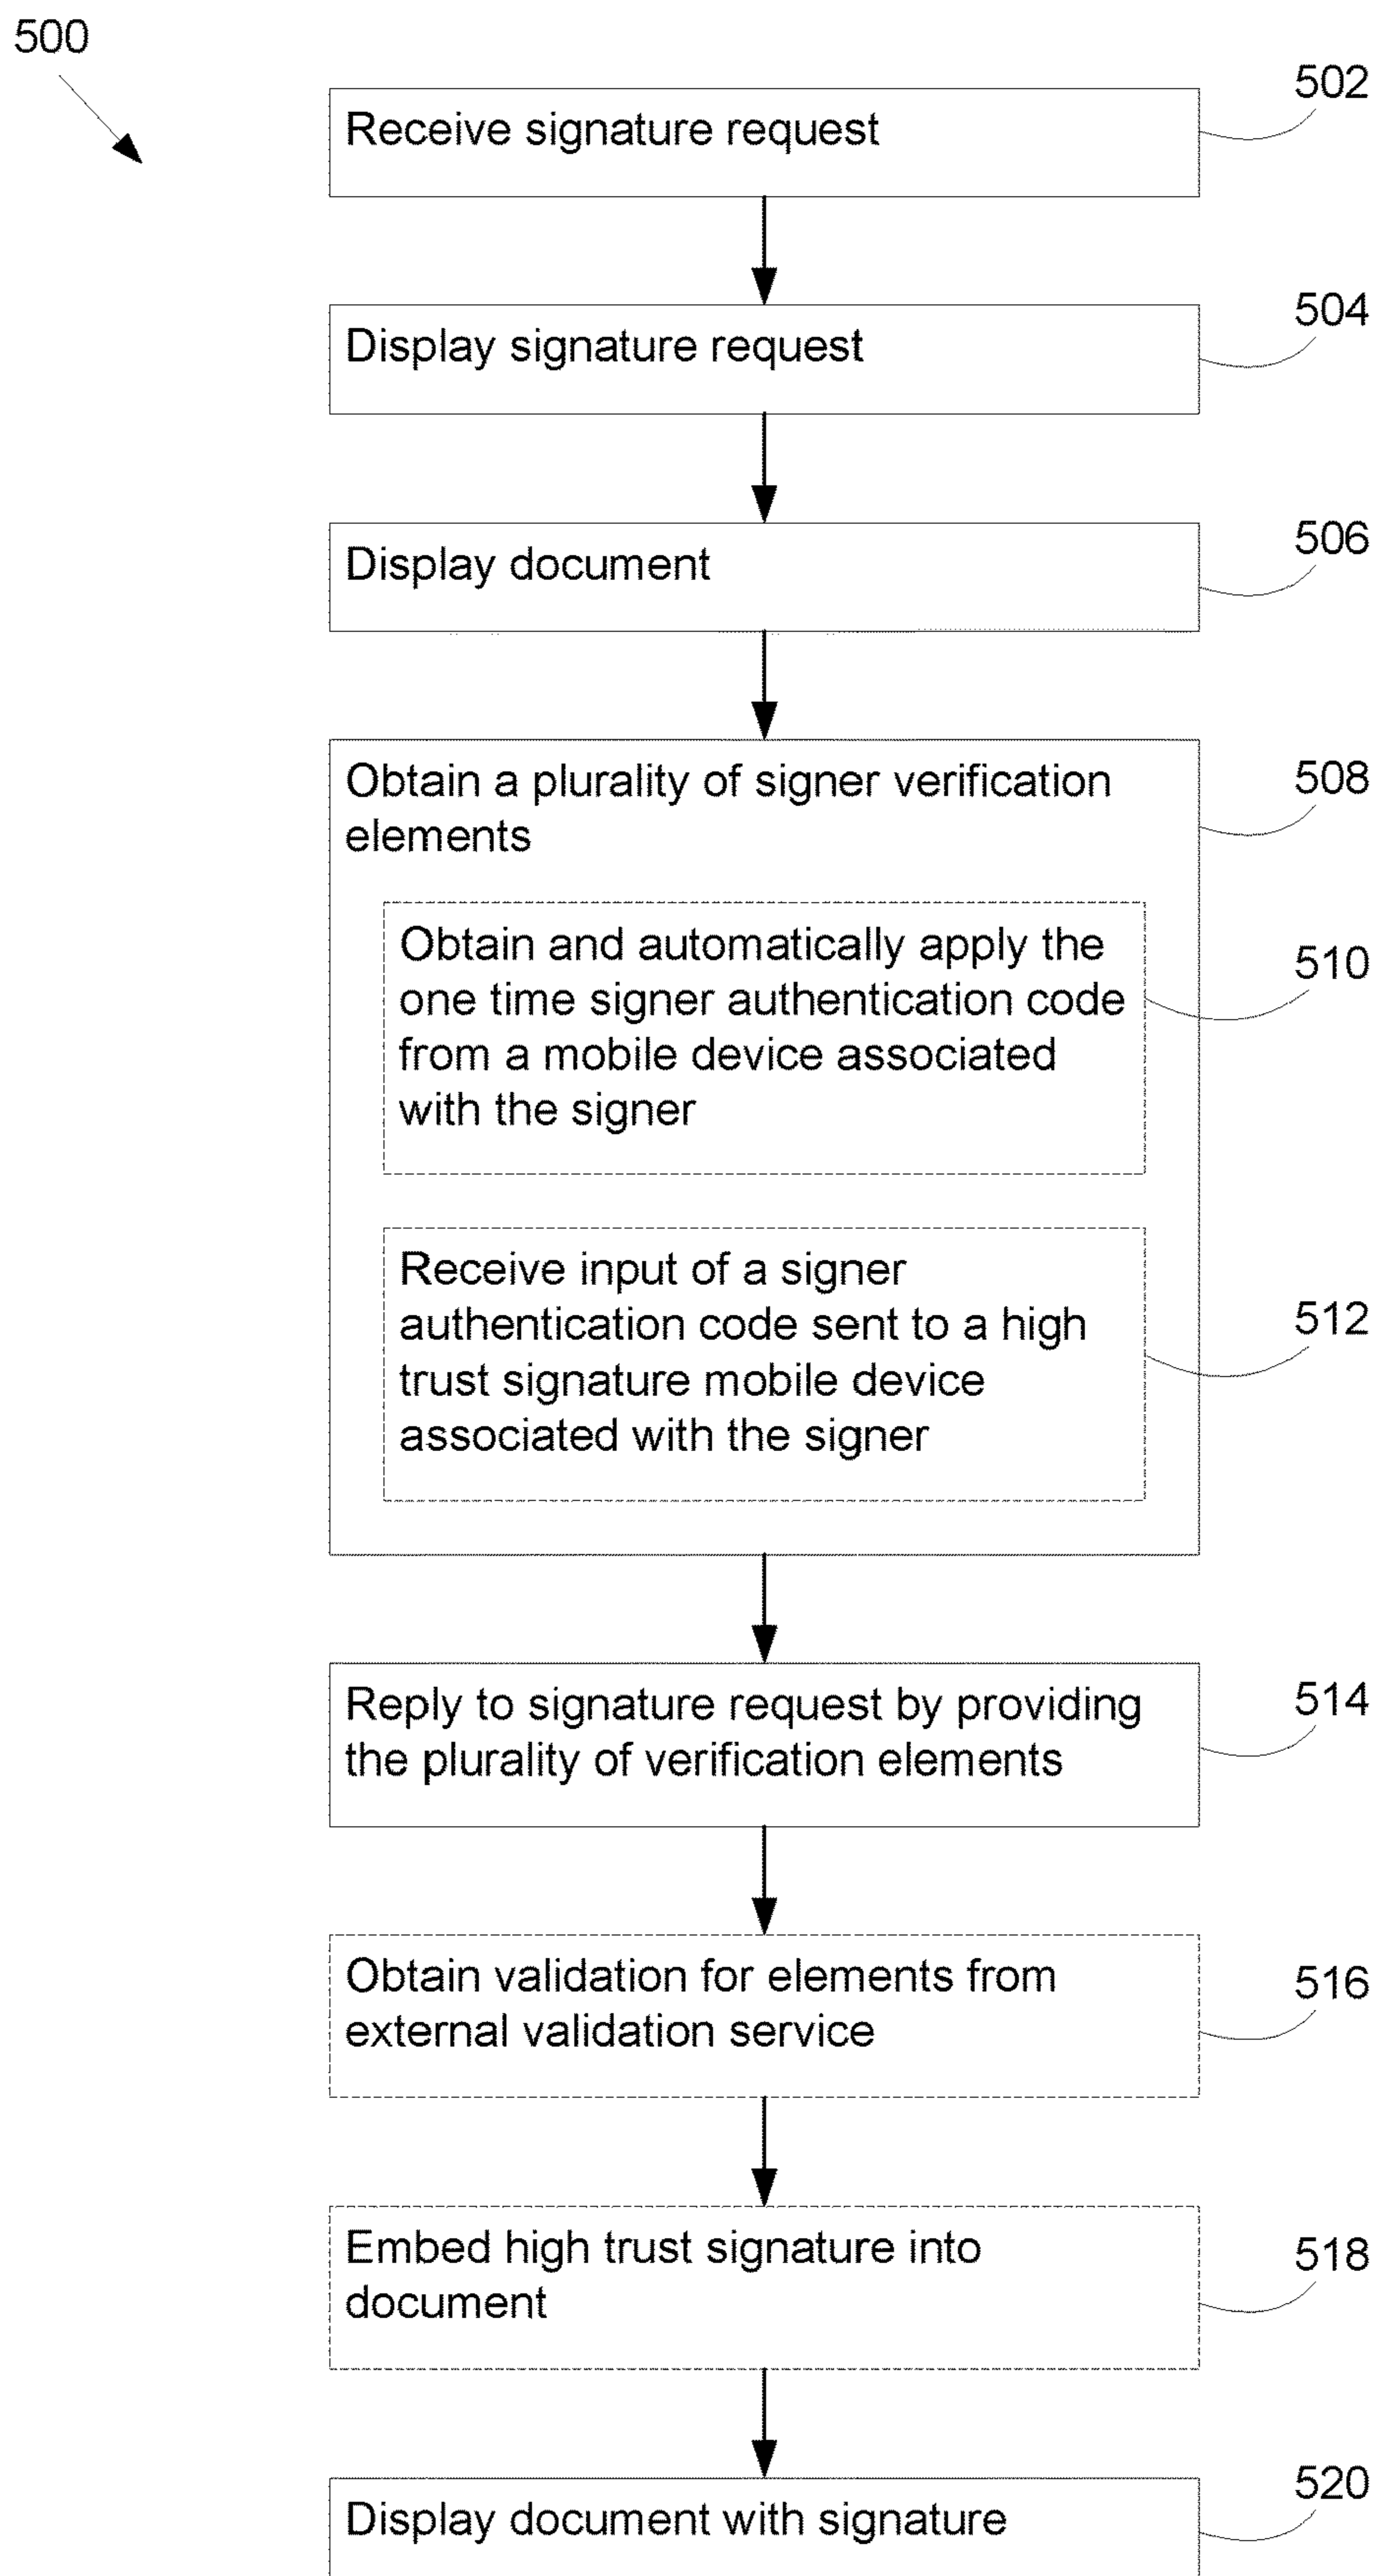 500
502
Receive signature request
504
Display signature request
506
Display document
508
Obtain a plurality of signer verification
elements
510
Obtain and automatically apply the
one time signer authentication code
from a mobile device associated
with the signer
512
Receive input of a signer
authentication code sent to a high
trust signature mobile device
associated with the signer
514
Reply to signature request by providing
the plurality of verification elements
516
Obtain validation for elements from
external validation service
518
Embed high trust signature into
document
520
Display document with signature